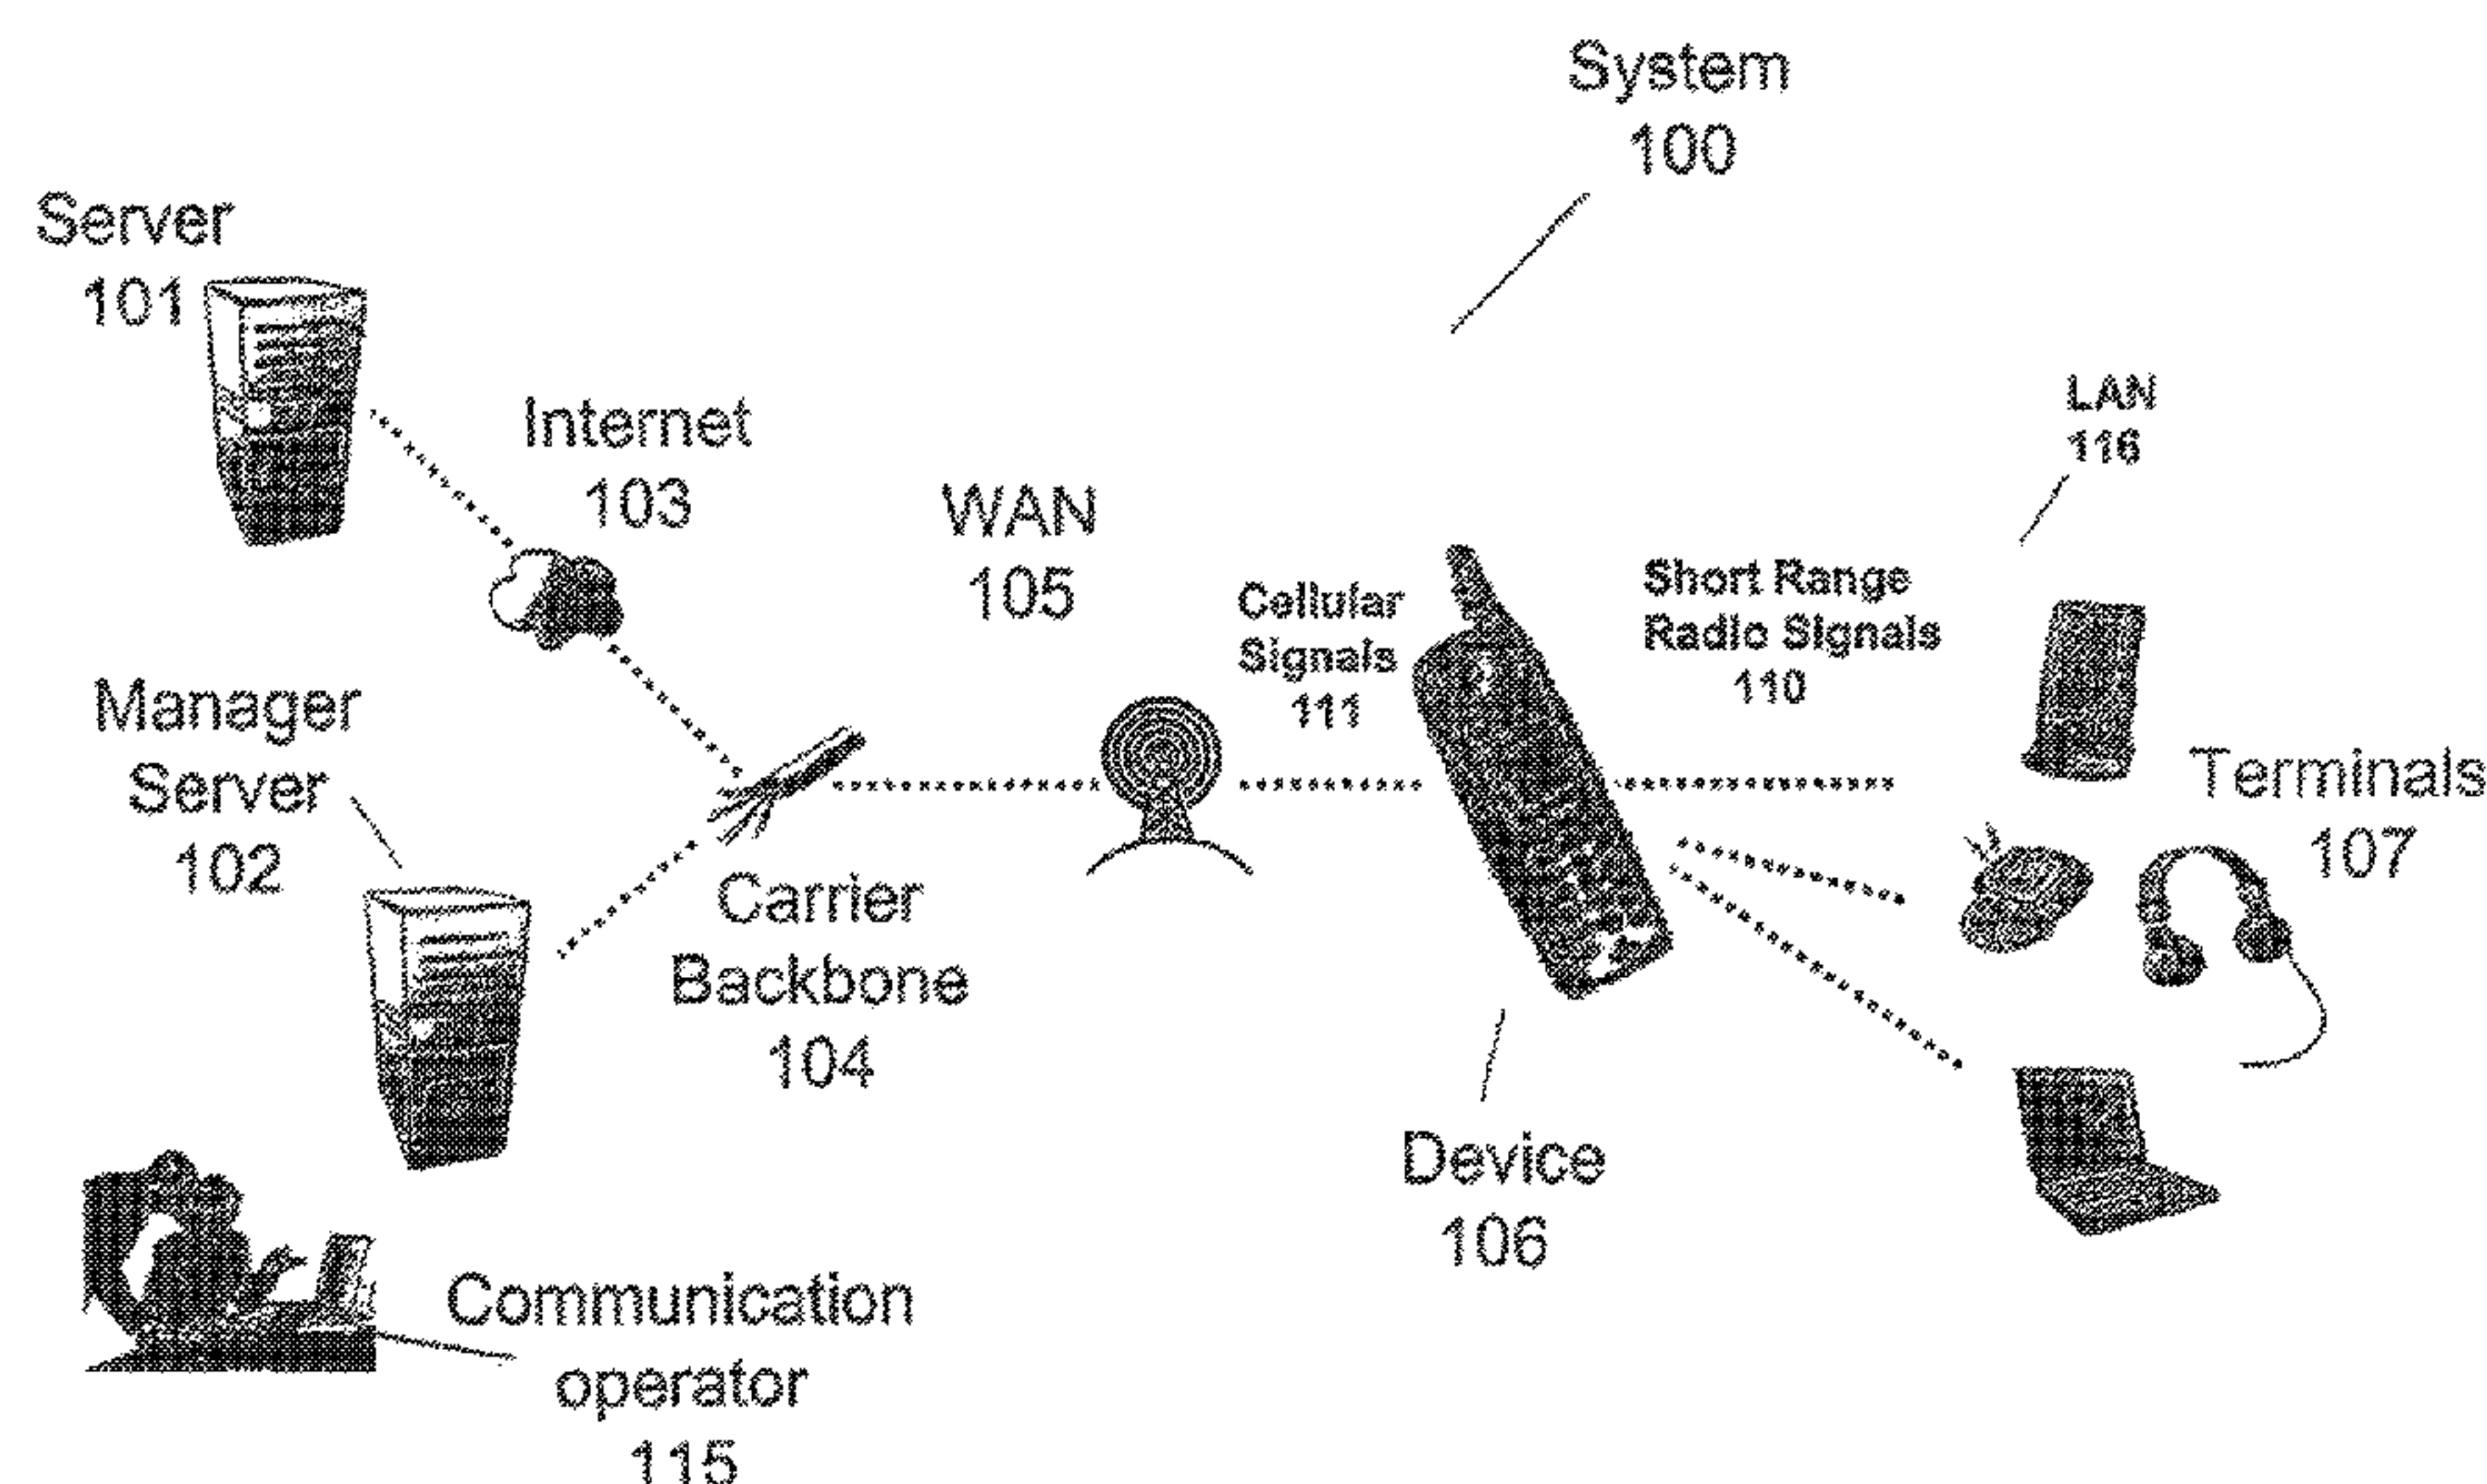 System
100
Server
101
Internet
103
WAN
105
LAN
116
Cellular
Signals
111
Short Range
Radio Signals
110
Manager
Server
102
Terminals
107
Carrier
Backbone
104
Device
106
Communication
operator
115